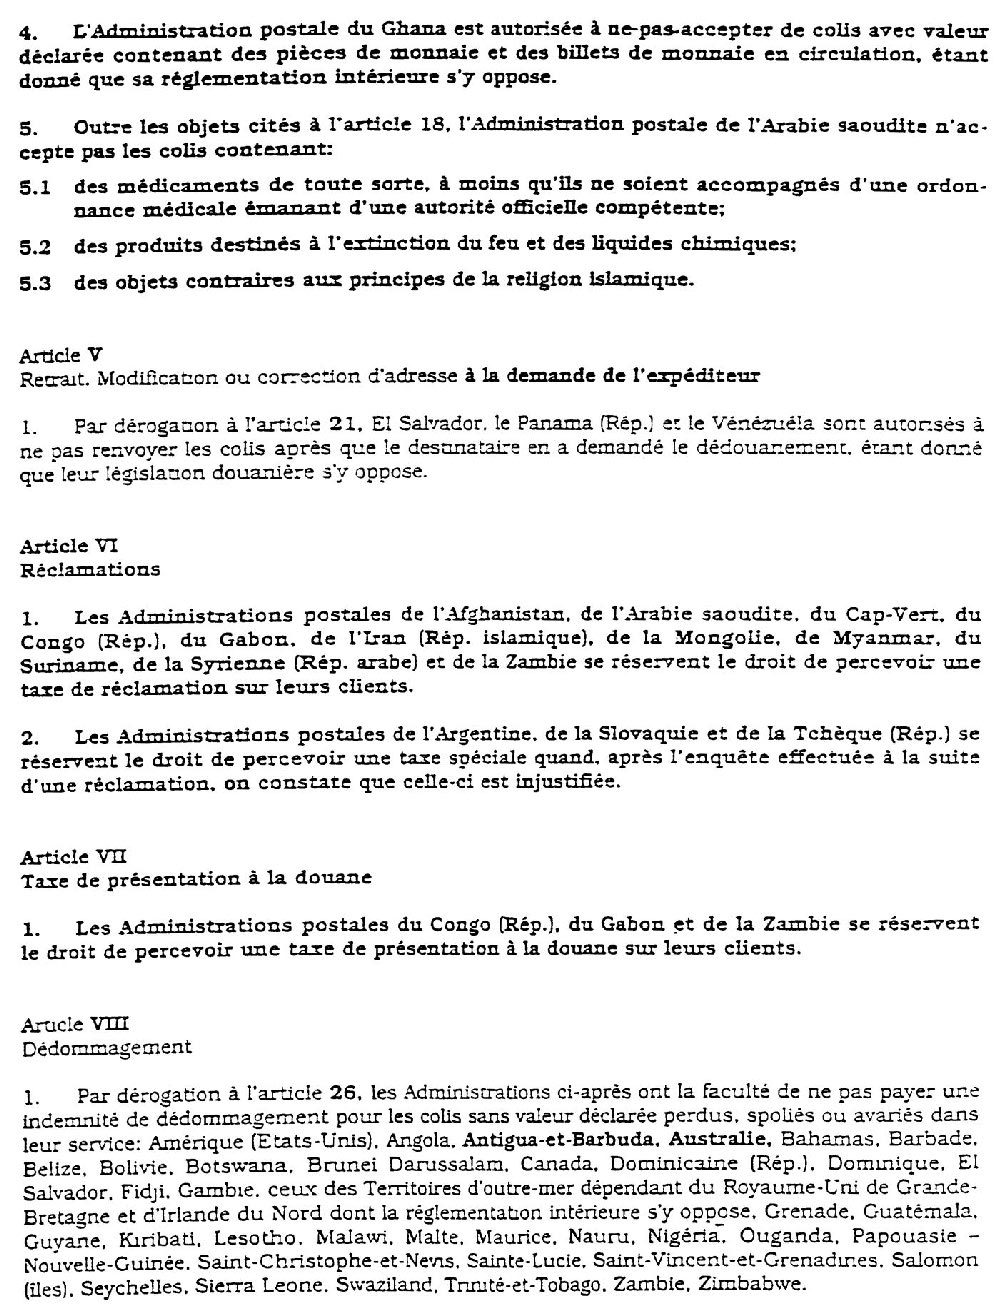 4. L'Administration postale du Ghana est autorisée à ne-pas-accepter de colis avec valeur
déclarée contenant des pièces de monnaie et des billets de monnaie en circulation, étant
donné que sa réglementation intérieure s'y oppose.
5. Outre les objets cités à l'article 18, l'Administration postale de l'Arabie saoudite n'ac-
cepte pas les colis contenant:
5.1 des médicaments de toute sorte, à moins qu'ils ne soient accompagnés d'une ordon-
nance médicale émanant d'une autorité officielle compétente;
5.2 des produits destinés à l'extinction du feu et des liquides chimiques;
5.3 des objets contraires aux principes de la religion islamique.
Article V
Retrait. Modification ou correction d'adresse à la demande de l'expéditeur
1. Par dérogation à l'article 21, El Salvador, le Panama (Rép.) et le Vénézuéla sont autorisés à
ne pas renvoyer les colis après que le destinataire en a demandé le dédouanement, étant donné
que leur législation douanière s'y oppose.
Article VI
Réclamations
1. Les Administrations postales de l'Afghanistan, de l'Arabie saoudite, du Cap-Vert, du
Congo (Rép.), du Gabon, de l'Iran (Rép. islamique), de la Mongolie, de Myanmar, du
Suriname, de la Syrienne (Rép. arabe) et de la Zambie se réservent le droit de percevoir une
taxe de réclamation sur leurs clients.
2. Les Administrations postales de l'Argentine, de la Slovaquie et de la Tchèque (Rép.) se
réservent le droit de percevoir une taxe spéciale quand, après l'enquête effectuée à la suite
d'une réclamation, on constate que celle-ci est injustifiée.
Article VII
Taxe de présentation à la douane
1. Les Administrations postales du Congo (Rép.), du Gabon et de la Zambie se réservent
le droit de percevoir une taxe de présentation à la douane sur leurs clients.
Article VIII
Dédommagement
1. Par dérogation à l'article 26, les Administrations ci-après ont la faculté de ne pas payer une
indemnité de dédommagement pour les colis sans valeur déclarée perdus, spoliés ou avariés dans
leur service: Amérique (Etats-Unis), Angola, Antigua-et-Barbuda, Australie, Bahamas, Barbade,
Belize, Bolivie, Botswana, Brunei Darussalam, Canada, Dominicaine (Rép.), Dominique, El
Salvador, Fidji, Gambie, ceux des Territoires d'outre-mer dépendant du Royaume-Uni de Grande-
Bretagne et d'Irlande du Nord dont la réglementation intérieure s'y oppose, Grenade, Guatémala,
Guyane, Kiribati, Lesotho, Malawi, Malte, Maurice, Nauru, Nigéria, Ouganda, Papouasie –
Nouvelle-Guinée, Saint-Christophe-et-Nevis, Sainte-Lucie, Saint-Vincent-et-Grenadines, Salomon
(îles), Seychelles, Sierra Leone, Swaziland, Trinité-et-Tobago, Zambie, Zimbabwe.